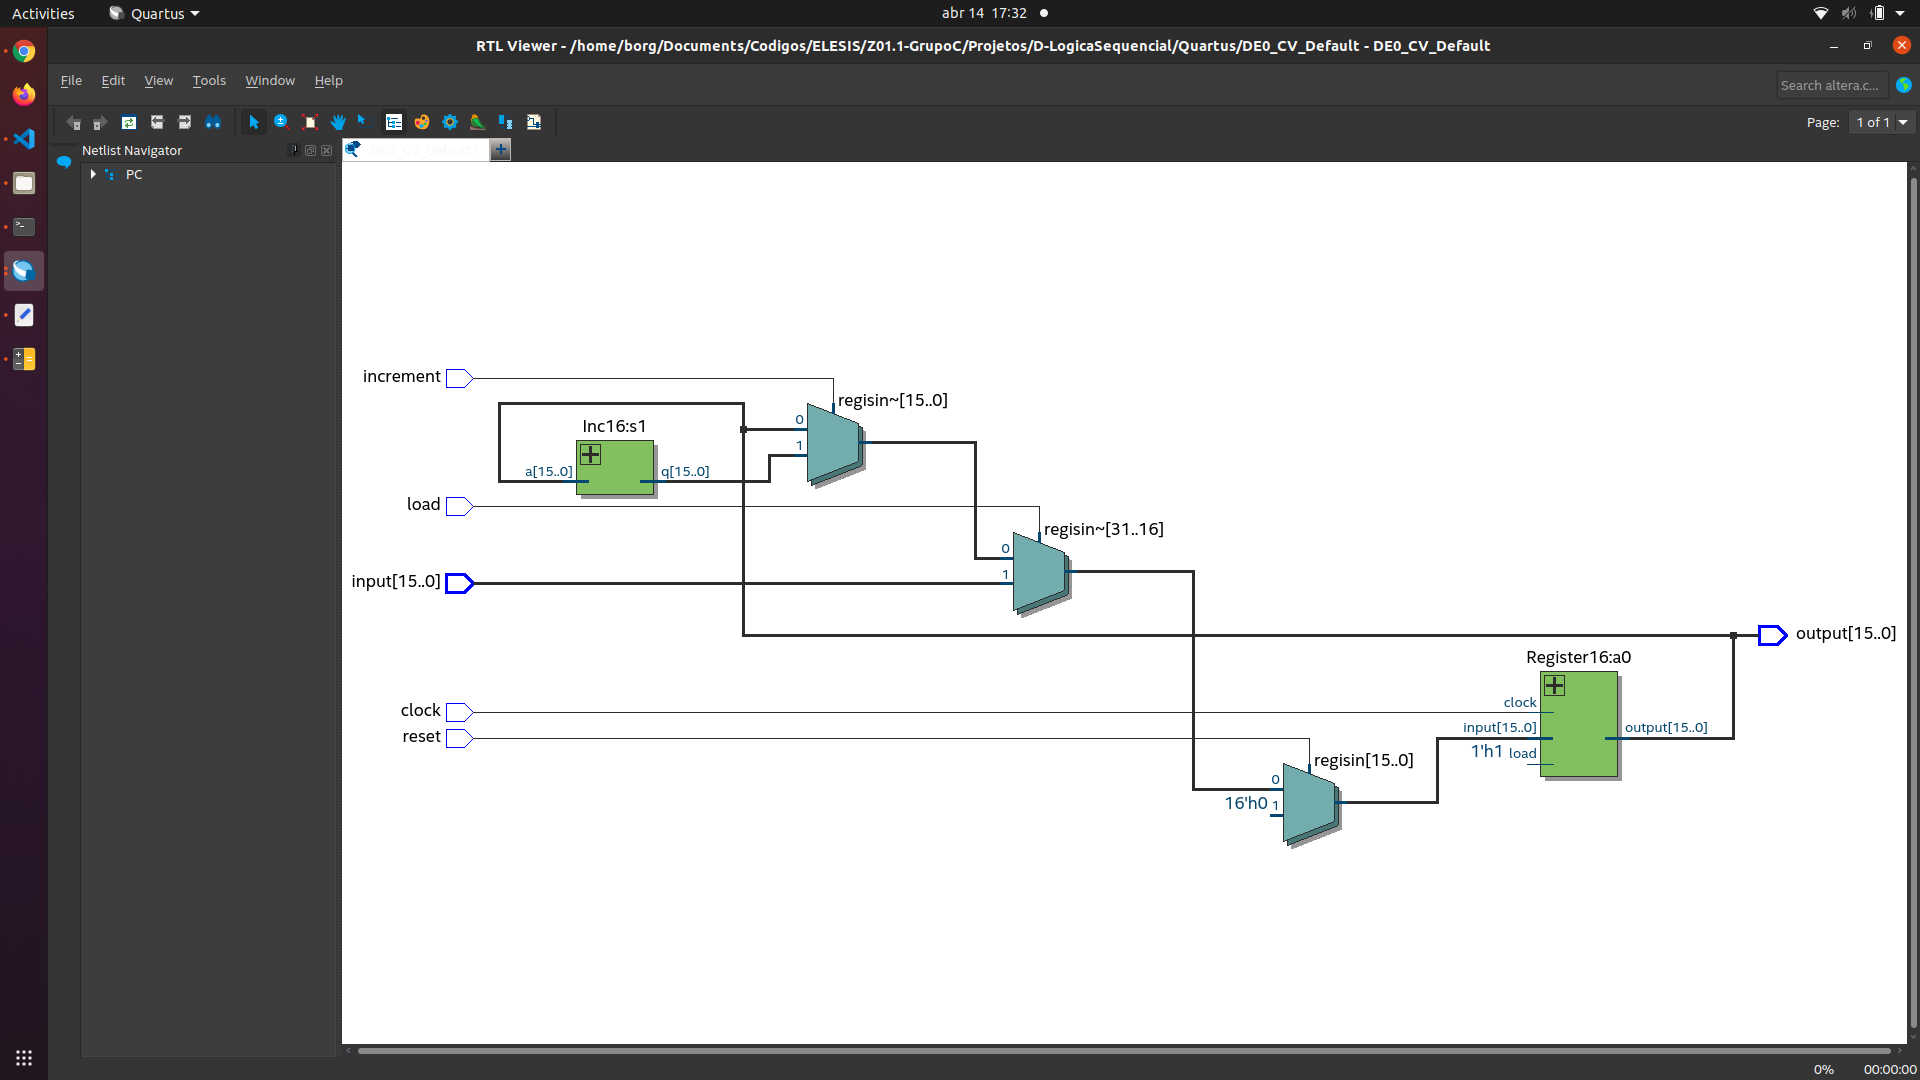 Activities
Quartus
abr 14 17:32
RTL Viewer - /home/borg/Documents/Codigos/ELESIS/Z01.1-GrupoC/Projetos/D-LogicaSequencial/Quartus/DE0_CV_Default - DE0_CV_Default
File Edit View Tools Window Help
Search altera.c...
Page: 1 of 1
Netlist Navigator
PC
increment
regisin~[15..0]
0
1
Inc16:s1
a[15..0]
q[15..0]
load
regisin~[31..16]
0
1
input[15..0]
output[15..0]
Register16:a0
clock
clock
input[15..0]
output[15..0]
1'h1 load
reset
regisin[15..0]
0
16'h0 1
0% 00:00:00